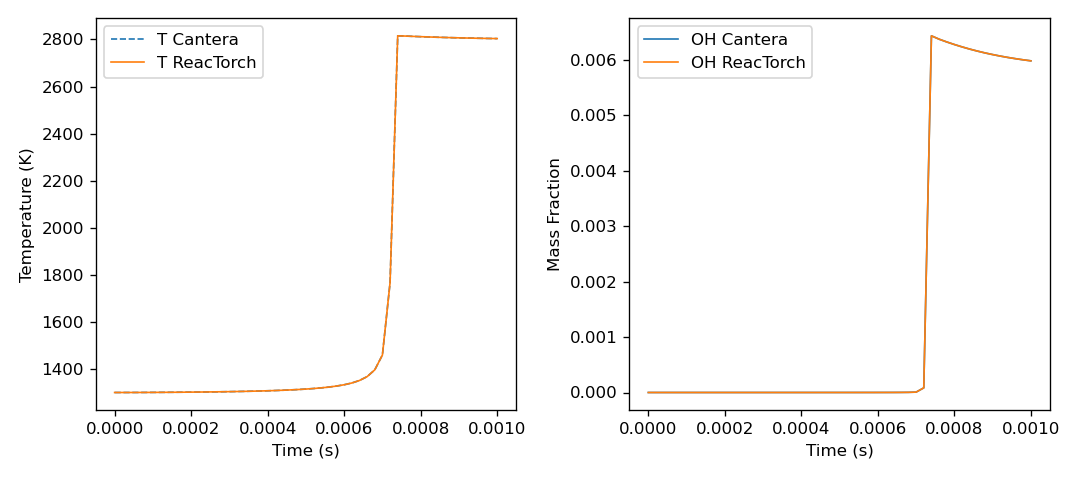 T Cantera
T ReacTorch
2800
2600
2400
2200
2000
1800
1600
1400
Temperature (K)
0.0000 0.0002 0.0004 0.0006 0.0008 0.0010
Time (s)
OH Cantera
OH ReacTorch
0.006
0.005
0.004
0.003
0.002
0.001
0.000
Mass Fraction
0.0000 0.0002 0.0004 0.0006 0.0008 0.0010
Time (s)